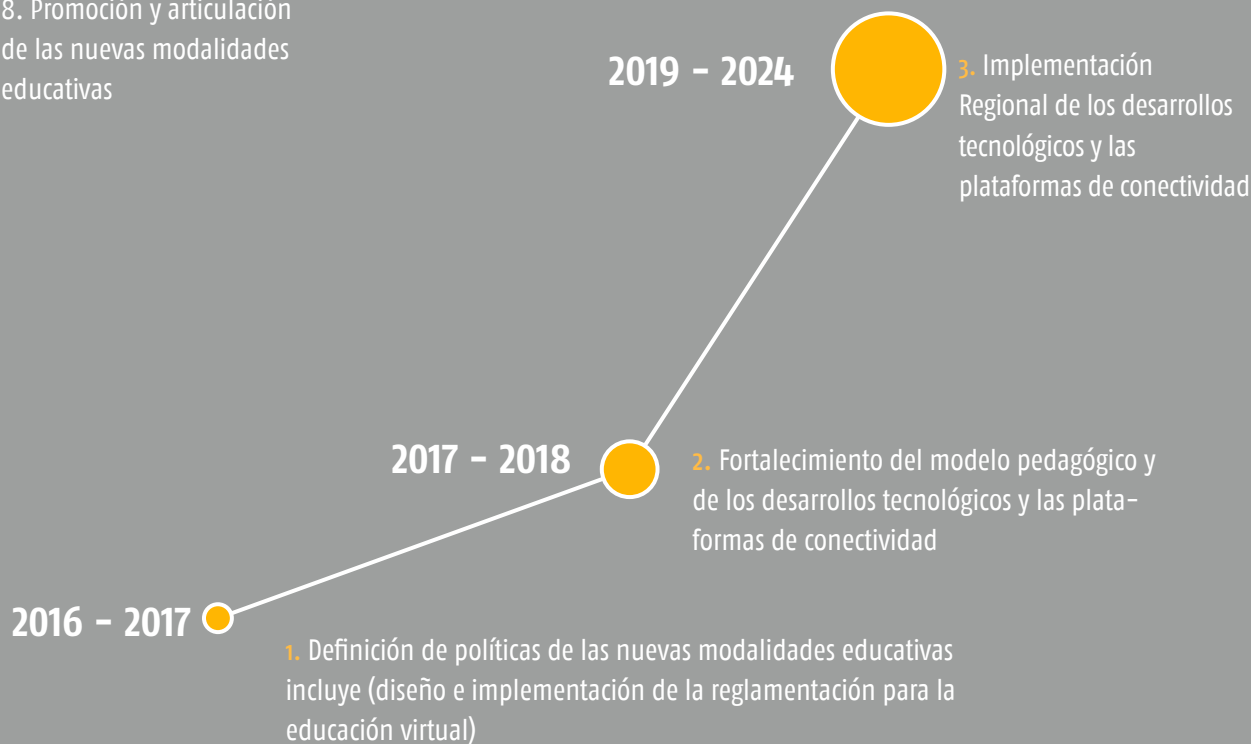 8. Promoción y articulación
de las nuevas modalidades
educativas
2019 - 2024
3. Implementación
Regional de los desarrollos
tecnológicos y las
plataformas de conectividad
2017 - 2018
2. Fortalecimiento del modelo pedagógico y
de los desarrollos tecnológicos y las plata-
formas de conectividad
2016 - 2017
1. Definición de políticas de las nuevas modalidades educativas
incluye (diseño e implementación de la reglamentación para la
educación virtual)